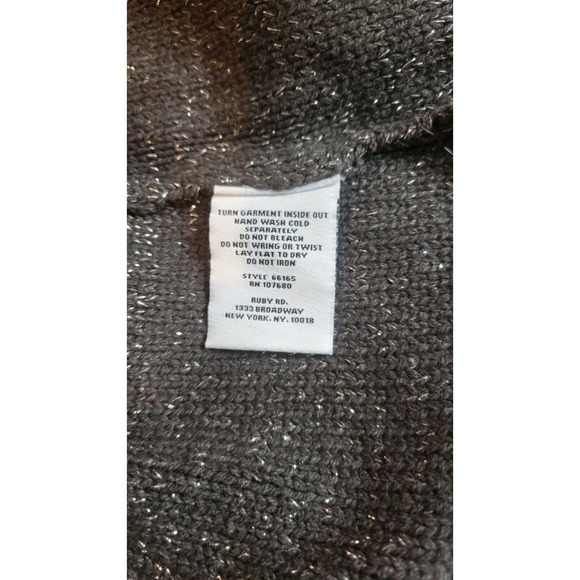 TURN GARMENT INSIDE OUT
HAND WASH COLD
SEPARATELY
DO NOT BLEACH
DO NOT WRING OR TWIST
LAY FLAT TO DRY
DO NOT IRON
STYLE 66165
RN 107680
RUBY RD.
1333 BROADWAY
NEW YORK. NY. 10018